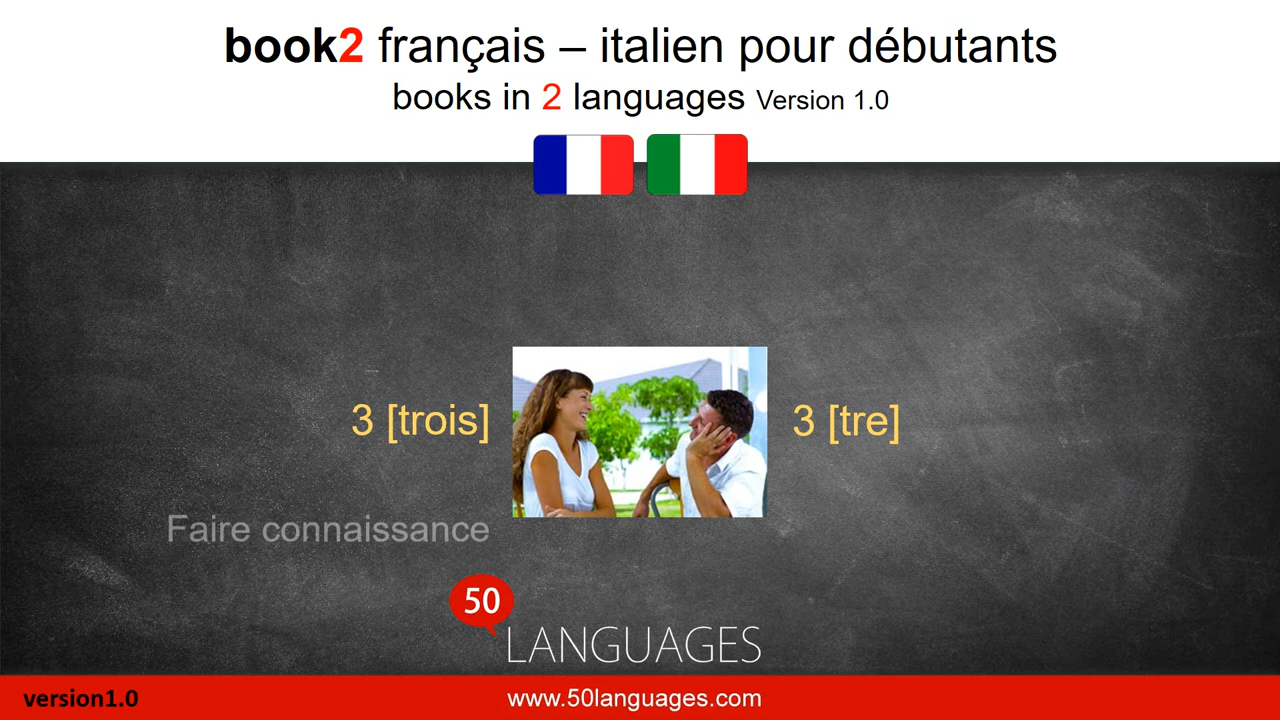 book2 français – italien pour débutants
books in 2 languages Version 1.0
3 [trois]
3 [tre]
Faire connaissance
50
LANGUAGES
version1.0
www.50languages.com